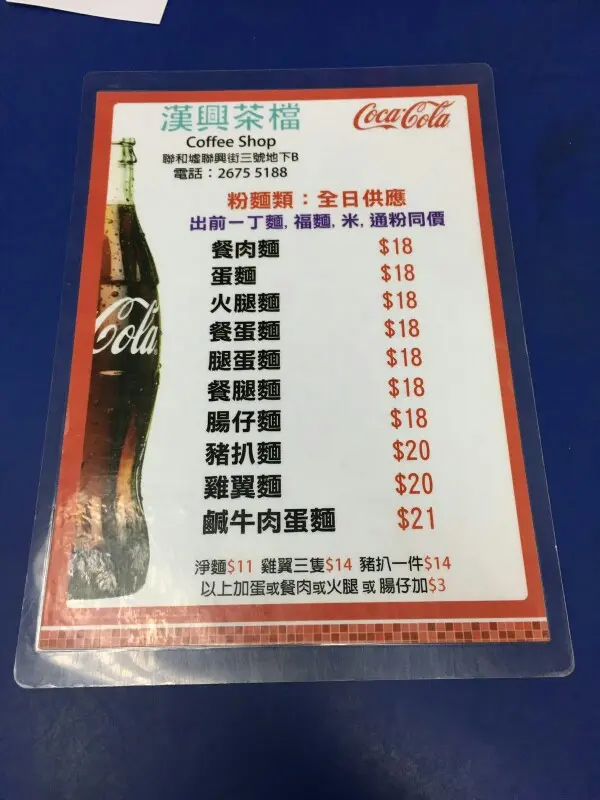 漢興茶檔
Coca-Cola
Coffee Shop
聯和墟聯興街三號地下B
電話：2675 5188
粉麵類：全日供應
出前一丁麵, 福麵, 米, 通粉同價
餐肉麵 $18
蛋麵 $18
火腿麵 $18
餐蛋麵 $18
腿蛋麵 $18
餐腿麵 $18
腸仔麵 $18
豬扒麵 $20
雞翼麵 $20
鹹牛肉蛋麵 $21
淨麵$11 雞翼三隻$14 豬扒一件$14
以上加蛋或餐肉或火腿 或 腸仔加$3
Cola